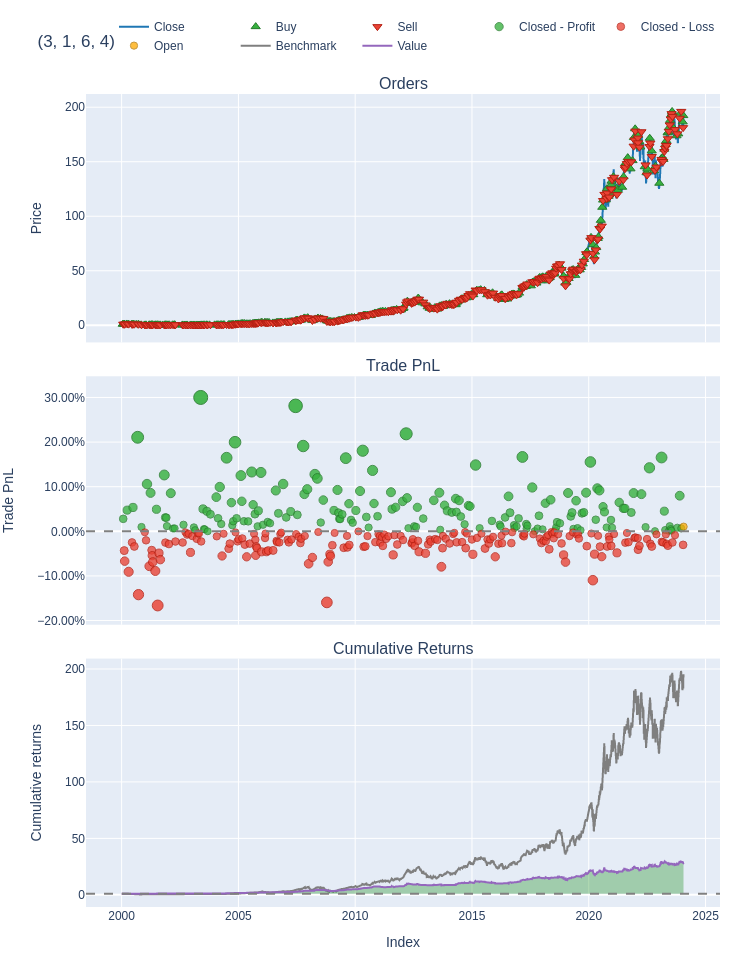 (3, 1, 6, 4)
Close
Buy
Sell
Closed - Profit
Closed - Loss
Open
Benchmark
Value
Orders
Price
200
150
100
50
0
Trade PnL
Trade PnL
30.00%
20.00%
10.00%
0.00%
−10.00%
−20.00%
Cumulative Returns
Cumulative returns
200
150
100
50
0
2000
2005
2010
2015
2020
2025
Index